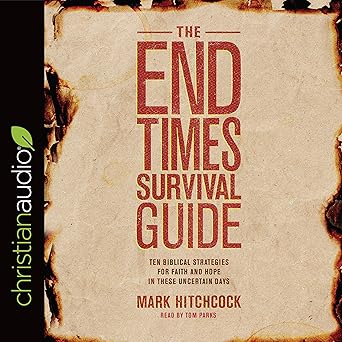 christianaudio
THE
END
TIMES
SURVIVAL
GUIDE
TEN BIBLICAL STRATEGIES
FOR FAITH AND HOPE
IN THESE UNCERTAIN DAYS
MARK HITCHCOCK
READ BY TOM PARKS